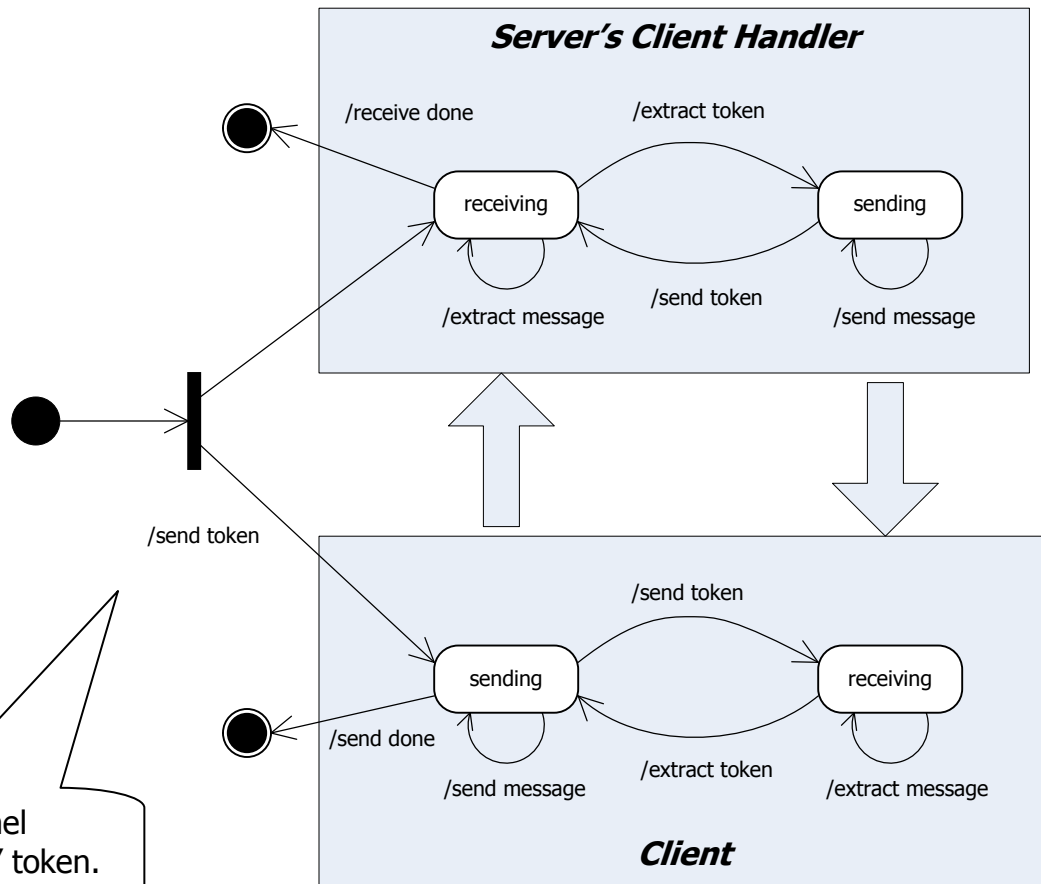 Server's Client Handler
/receive done
/extract token
receiving
sending
/send token
/extract message
/send message
/send token
/send token
sending
receiving
/send done
/extract token
/send message
/extract message
Client
token.